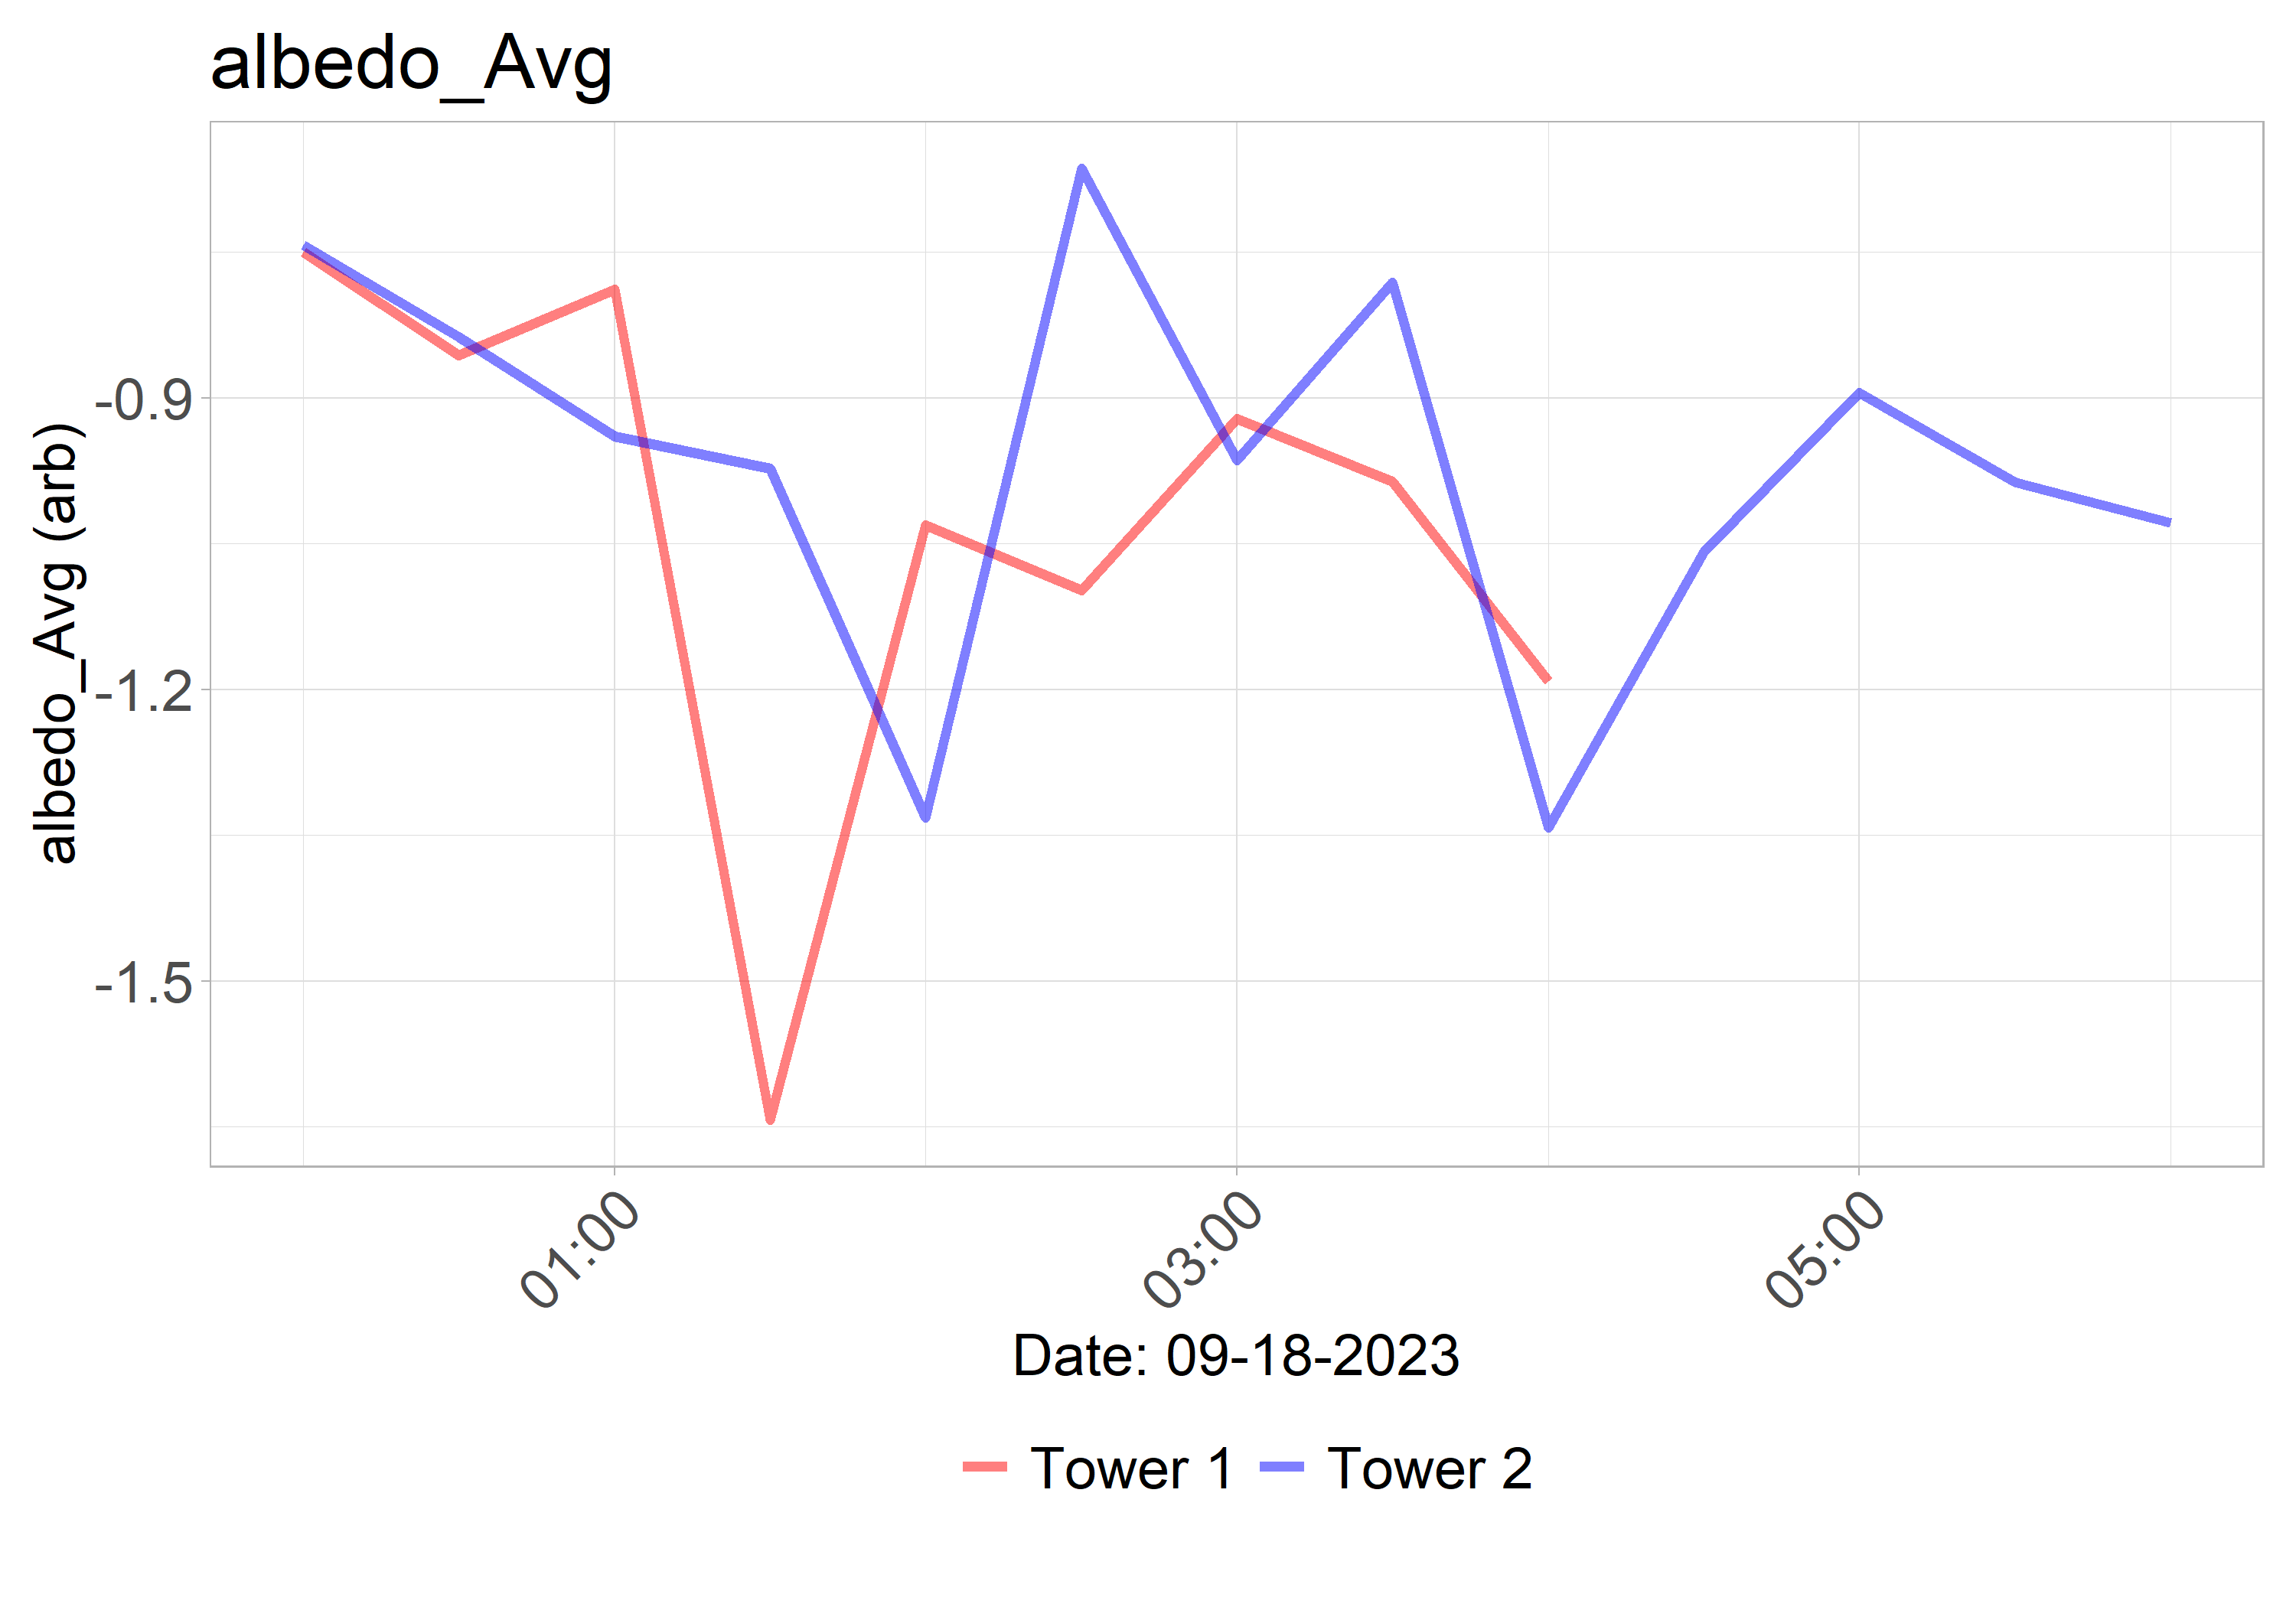 albedo_Avg
albedo_Avg (arb)
-0.9
-1.2
-1.5
01:00
03:00
05:00
Date: 09-18-2023
Tower 1
Tower 2